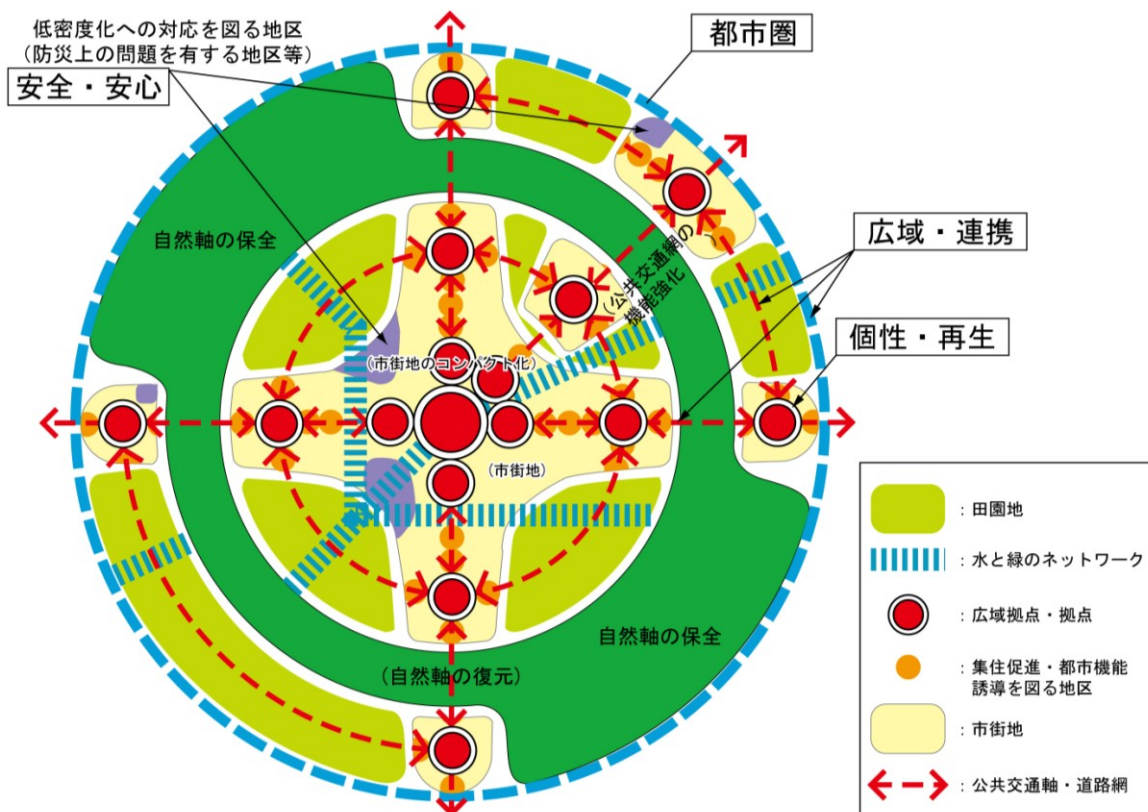 低密度化への対応を図る地区
(防災上の問題を有する地区等)
安全・安心
都市圏
自然軸の保全
広域・連携
(公共交通網の
機能強化)
個性・再生
(市街地のコンパクト化)
(市街地)
自然軸の保全
(自然軸の復元)
:田園地
:水と緑のネットワーク
:広域拠点・拠点
:集住促進・都市機能
誘導を図る地区
:市街地
:公共交通軸・道路網